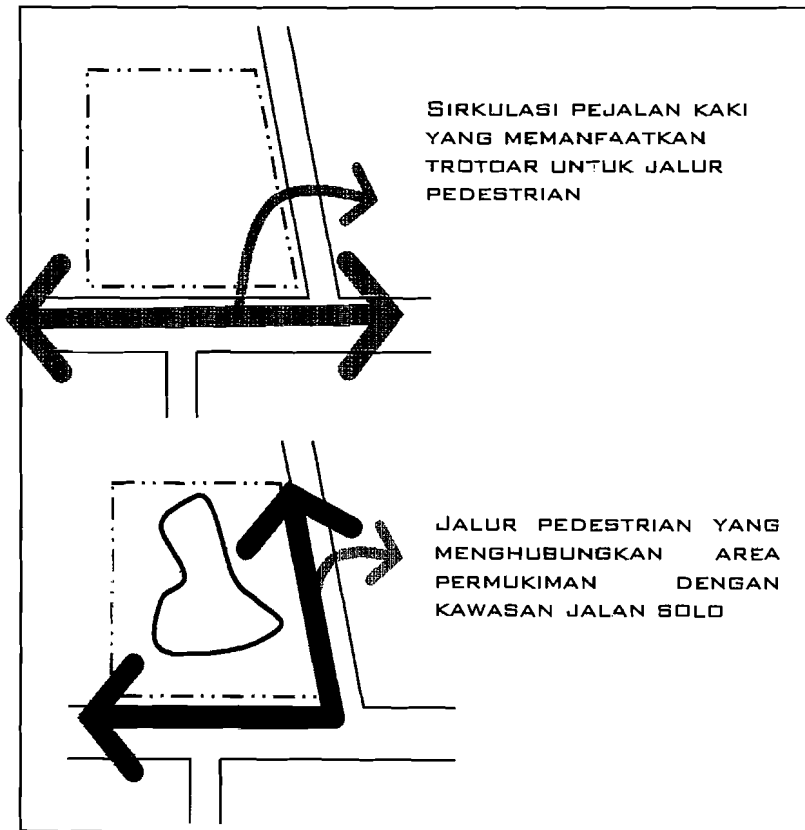 SIRKULASI PEJALAN KAKI
YANG MEMANFAATKAN
TROTOAR UNTUK JALUR
PEDESTRIAN
JALUR PEDESTRIAN YANG
MENGHUBUNGKAN AREA
PERMUKIMAN DENGAN
KAWASAN JALAN SOLO